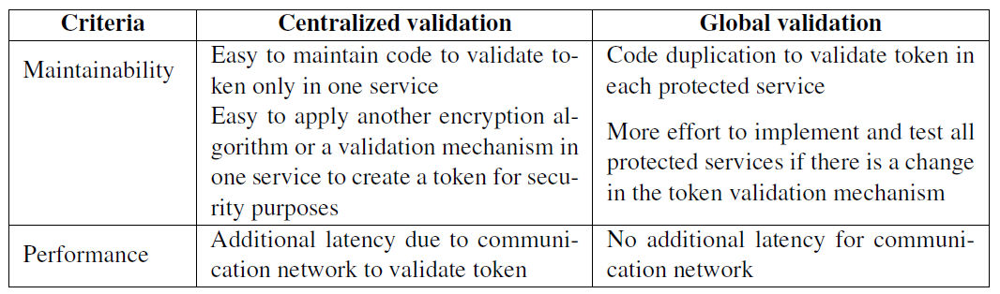 Criteria Centralized validation Global validation
Maintainability
Easy to maintain code to validate to-
ken only in one service
Easy to apply another encryption al-
gorithm or a validation mechanism in
one service to create a token for secu-
rity purposes
Code duplication to validate token in
each protected service
More effort to implement and test all
protected services if there is a change
in the token validation mechanism
Performance
Additional latency due to communi-
cation network to validate token
No additional latency for communi-
cation network